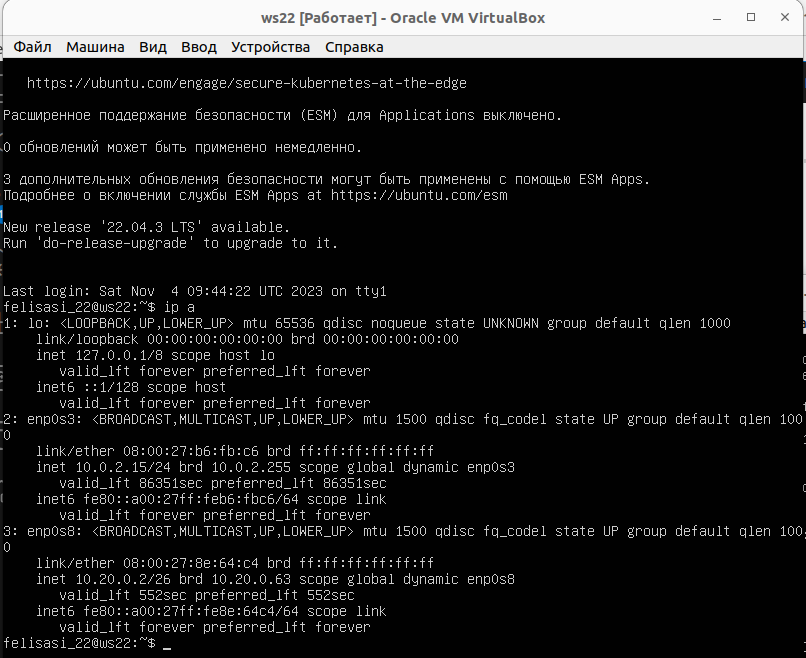 ws22 [Работает] - Oracle VM VirtualBox
Файл Машина Вид Ввод Устройства Справка
https://ubuntu.com/engage/secure-kubernetes-at-the-edge
Расширенное поддержание безопасности (ESM) для Applications выключено.
0 обновлений может быть применено немедленно.
3 дополнительных обновления безопасности могут быть применены с помощью ESM Apps.
Подробнее о включении службы ESM Apps at https://ubuntu.com/esm
New release '22.04.3 LTS' available.
Run 'do-release-upgrade' to upgrade to it.
Last login: Sat Nov  4 09:44:22 UTC 2023 on tty1
felisasi_22@ws22:~$ ip a
1: lo: <LOOPBACK,UP,LOWER_UP> mtu 65536 qdisc noqueue state UNKNOWN group default qlen 1000
link/loopback 00:00:00:00:00:00 brd 00:00:00:00:00:00
inet 127.0.0.1/8 scope host lo
valid_lft forever preferred_lft forever
inet6 ::1/128 scope host
valid_lft forever preferred_lft forever
2: enp0s3: <BROADCAST,MULTICAST,UP,LOWER_UP> mtu 1500 qdisc fq_codel state UP group default qlen 100
0
link/ether 08:00:27:b6:fb:c6 brd ff:ff:ff:ff:ff:ff
inet 10.0.2.15/24 brd 10.0.2.255 scope global dynamic enp0s3
valid_lft 86351sec preferred_lft 86351sec
inet6 fe80::a00:27ff:feb6:fbc6/64 scope link
valid_lft forever preferred_lft forever
3: enp0s8: <BROADCAST,MULTICAST,UP,LOWER_UP> mtu 1500 qdisc fq_codel state UP group default qlen 100
0
link/ether 08:00:27:8e:64:c4 brd ff:ff:ff:ff:ff:ff
inet 10.20.0.2/26 brd 10.20.0.63 scope global dynamic enp0s8
valid_lft 552sec preferred_lft 552sec
inet6 fe80::a00:27ff:fe8e:64c4/64 scope link
valid_lft forever preferred_lft forever
felisasi_22@ws22:~$ _